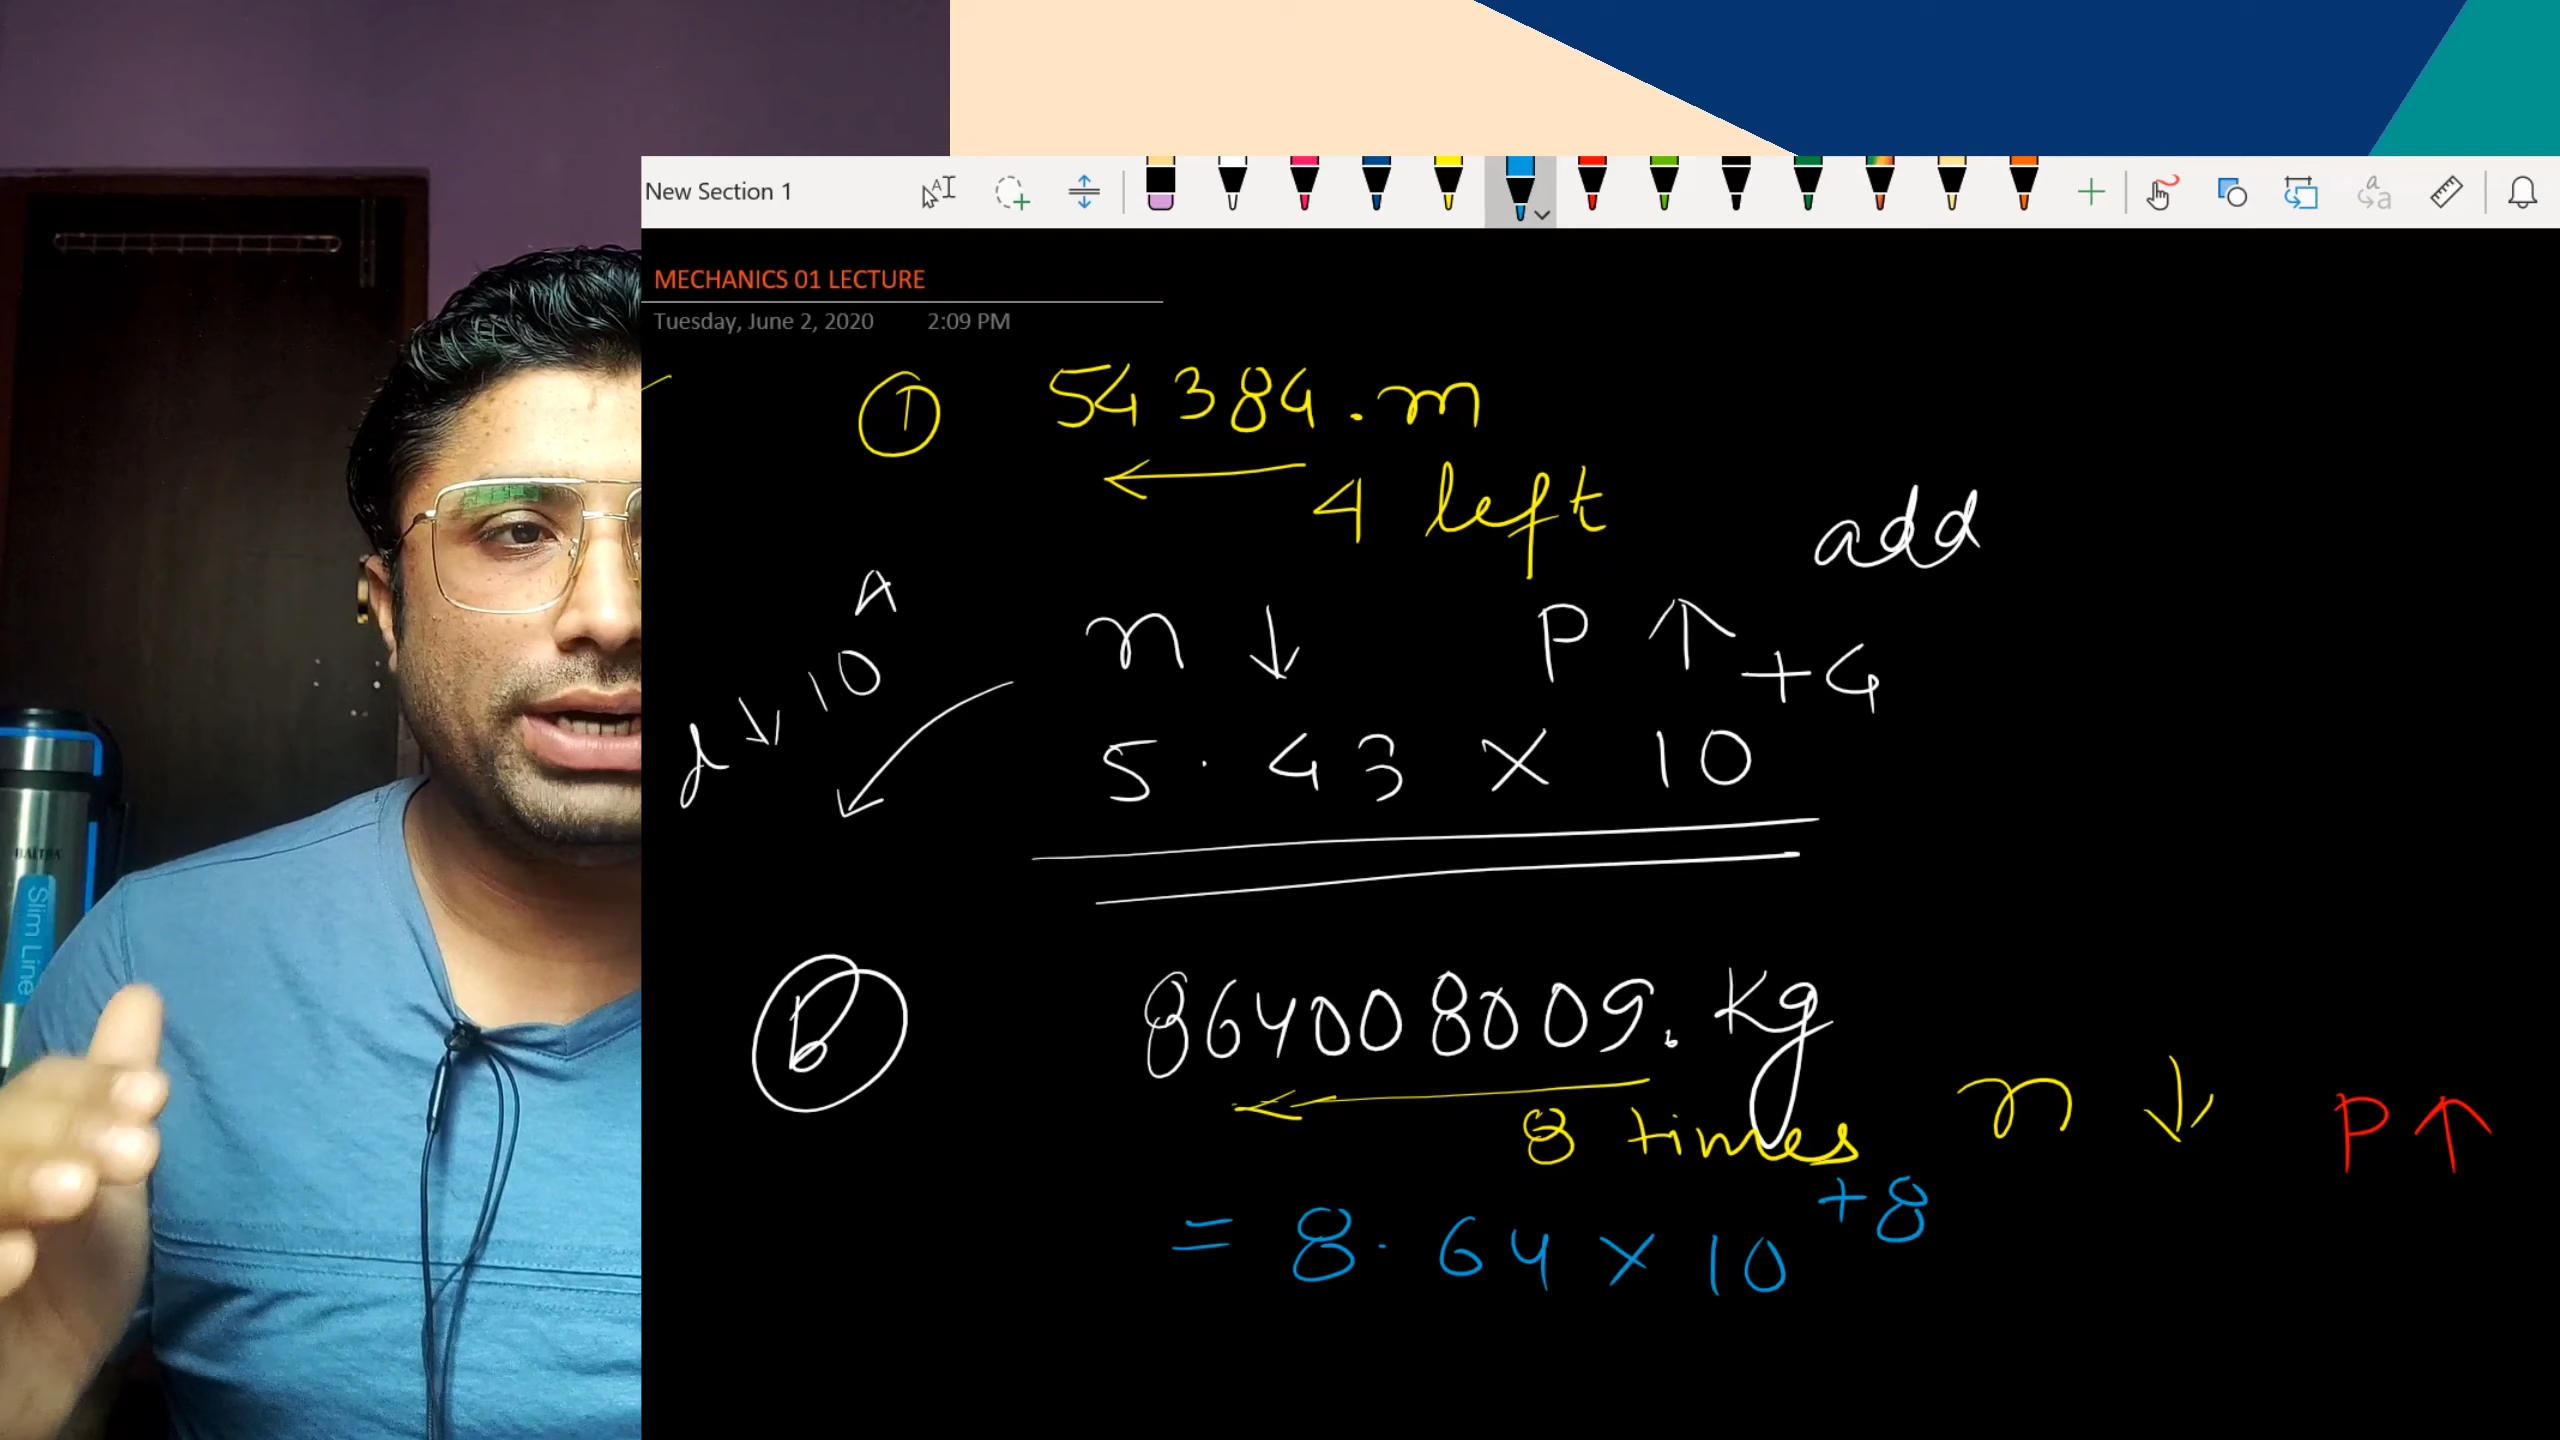 New Section 1
MECHANICS 01 LECTURE
Tuesday, June 2, 2020 2:09 PM
① 54384.m
4 left
add
n ↓ P ↑ +4
d ↓ 10
5.43 × 10
864008009. Kg
8 times n ↓ P ↑
= 8.64 × 10 +8
Slim Line